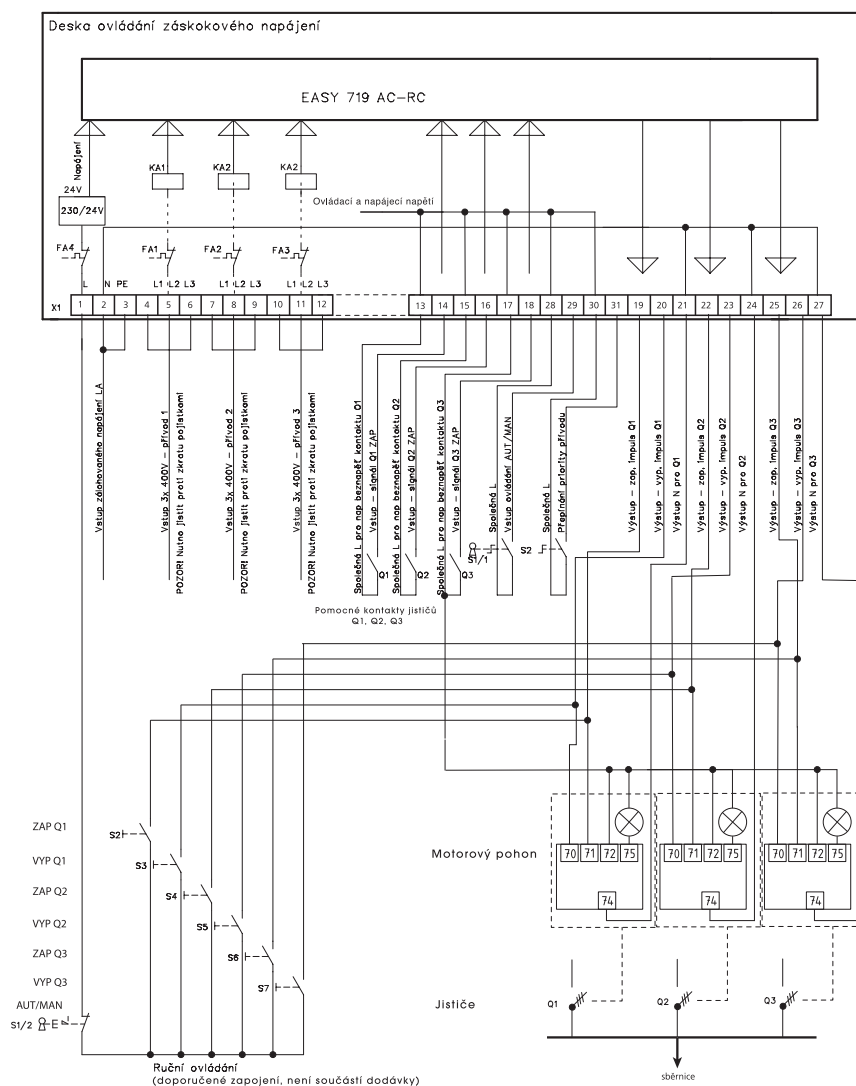 Deska ovládání záskokového napájení
EASY 719 AC-RC
Napájení
24V
230/24V
KA1
KA2
KA2
Ovládací a napájecí napětí
FA4
FA1
FA2
FA3
L
N PE
L1 L2 L3
L1 L2 L3
L1 L2 L3
X1
1 2 3 4 5 6 7 8 9 10 11 12 13 14 15 16 17 18 28 29 30 31 19 20 21 22 23 24 25 26 27
Vstup zálohovaného napájení LA
Vstup 3x 400V - přívod 1
POZOR! Nutno jistit proti zkratu pojistkami
Vstup 3x 400V - přívod 2
POZOR! Nutno jistit proti zkratu pojistkami
Vstup 3x 400V - přívod 3
POZOR! Nutno jistit proti zkratu pojistkami
Společná L pro nap beznapěť kontaktu Q1
Vstup - signál Q1 ZAP
Společná L pro nap beznapěť kontaktu Q2
Vstup - signál Q2 ZAP
Společná L pro nap beznapěť kontaktu Q3
Vstup - signál Q3 ZAP
Společná L
Vstup ovládání AUT/MAN
Společná L
Přepínání priority přívodu
Výstup - zap. impuls Q1
Výstup - vyp. impuls Q1
Výstup N pro Q1
Výstup - zap. impuls Q2
Výstup - vyp. impuls Q2
Výstup N pro Q2
Výstup - zap. impuls Q3
Výstup - vyp. impuls Q3
Výstup N pro Q3
Q1
Q2
Q3
S1/1
S2
Pomocné kontakty jističů
Q1, Q2, Q3
ZAP Q1
S2
VYP Q1
S3
ZAP Q2
S4
VYP Q2
S5
ZAP Q3
S6
VYP Q3
S7
AUT/MAN
S1/2
E
Motorový pohon
70 71 72 75
74
70 71 72 75
74
70 71 72 75
74
Jističe
Q1
Q2
Q3
sběrnice
Ruční ovládání
(doporučené zapojení, není součástí dodávky)